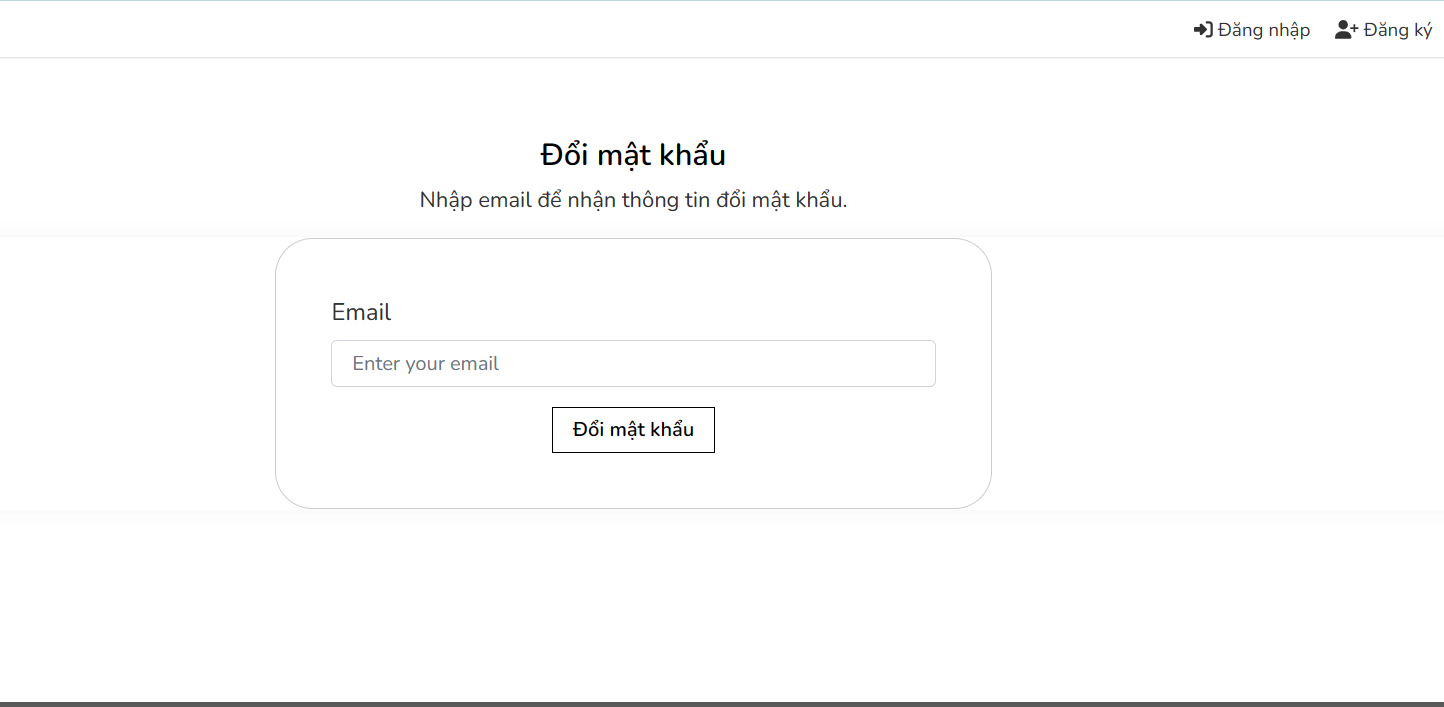 Đăng nhập Đăng ký
Đổi mật khẩu
Nhập email để nhận thông tin đổi mật khẩu.
Email
Enter your email
Đổi mật khẩu